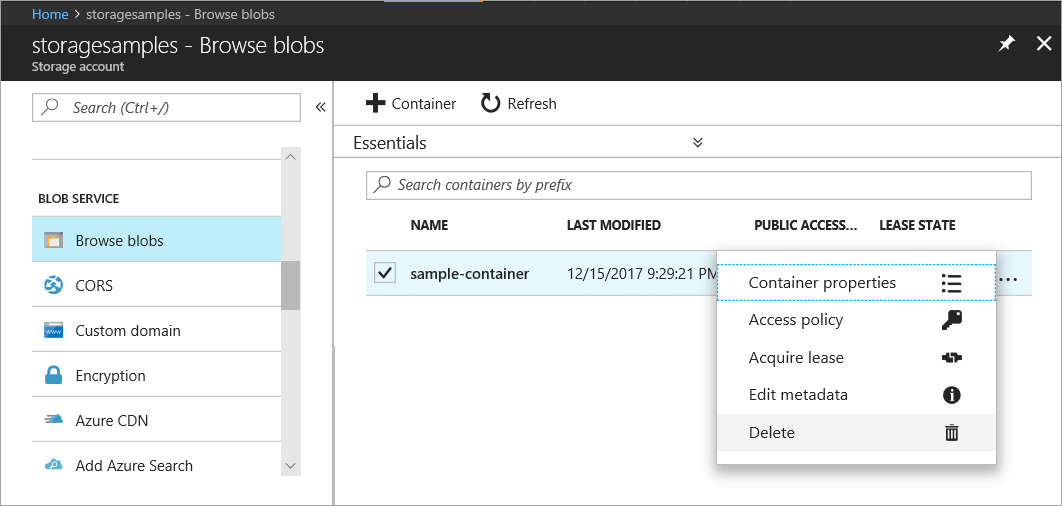 Home > storagesamples - Browse blobs
storagesamples - Browse blobs
Storage account
Search (Ctrl+/)
BLOB SERVICE
Browse blobs
CORS
Custom domain
Encryption
Azure CDN
Add Azure Search
Container
Refresh
Essentials
Search containers by prefix
NAME LAST MODIFIED PUBLIC ACCESS... LEASE STATE
sample-container 12/15/2017 9:29:21 PM ...
Container properties
Access policy
Acquire lease
Edit metadata
Delete